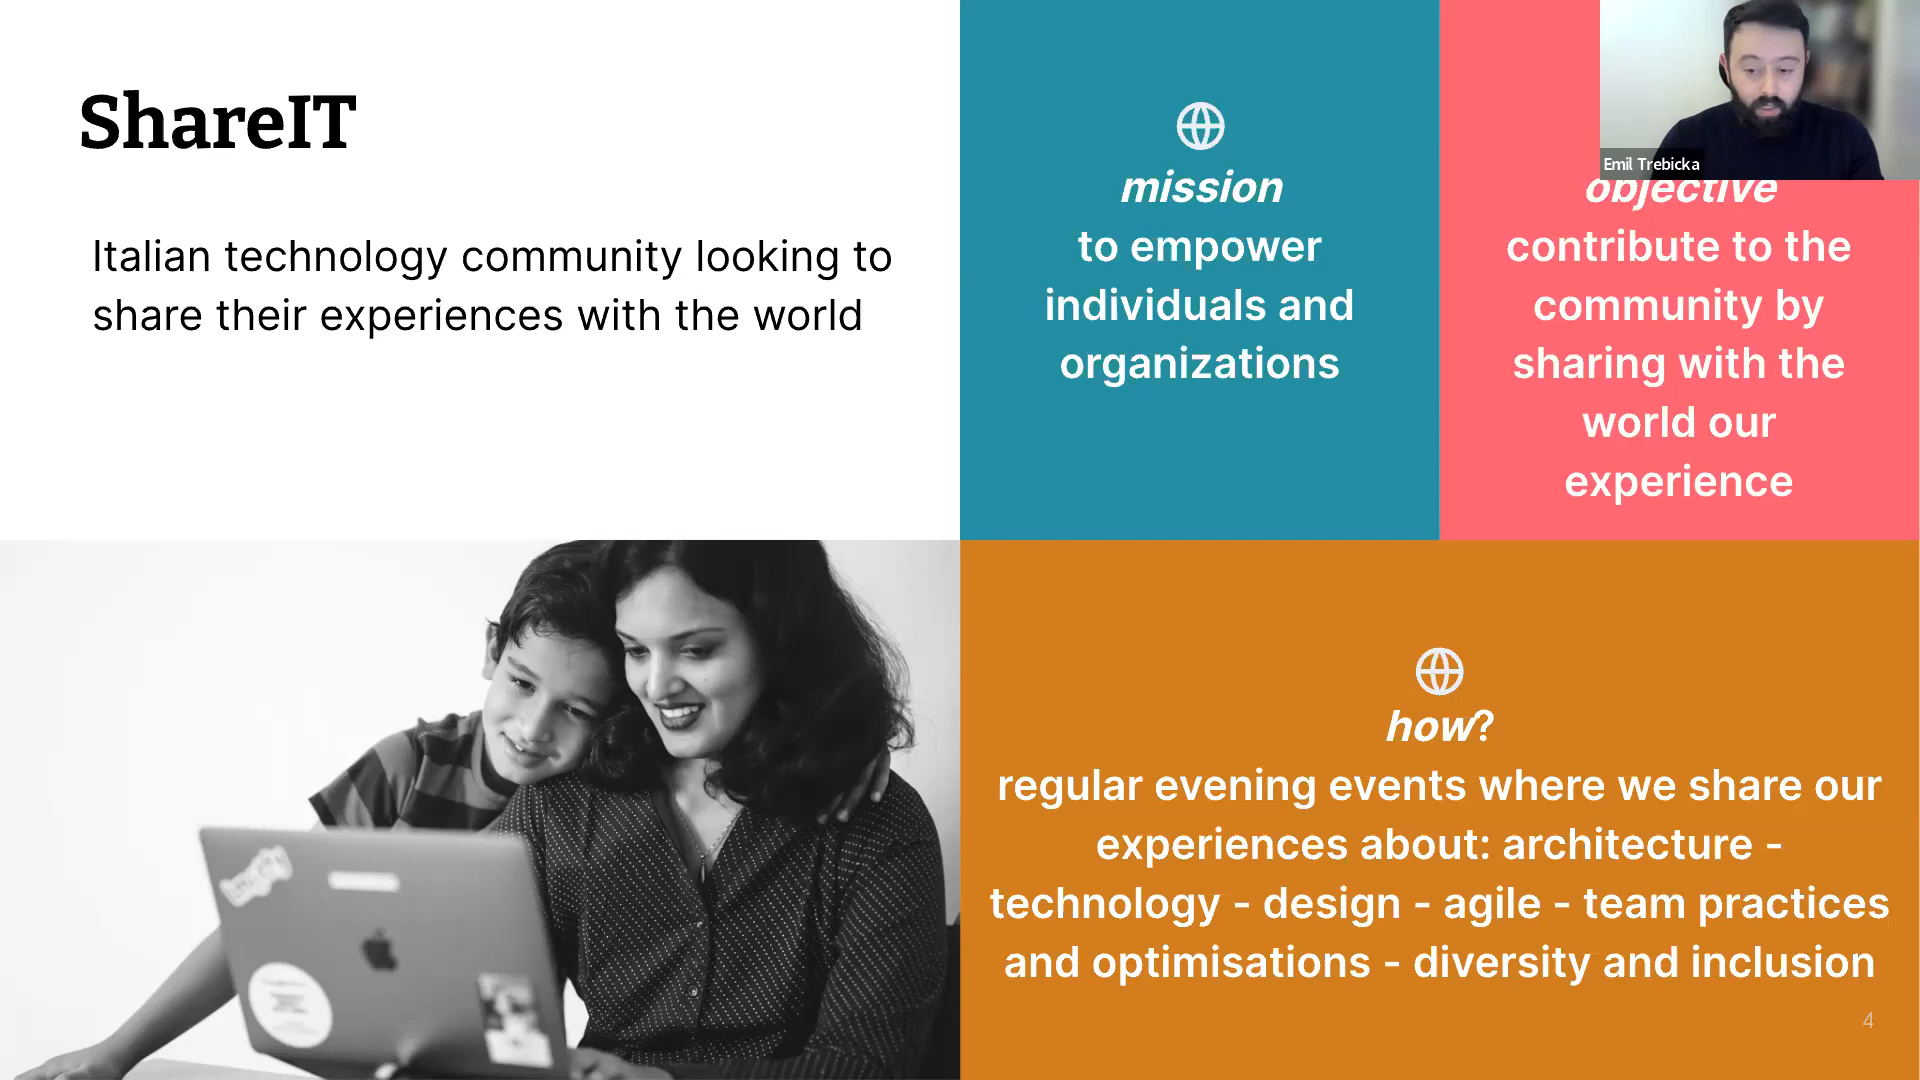 ShareIT
Italian technology community looking to
share their experiences with the world
mission
to empower
individuals and
organizations
Emil Trebicka
objective
contribute to the
community by
sharing with the
world our
experience
how?
regular evening events where we share our
experiences about: architecture -
technology - design - agile - team practices
and optimisations - diversity and inclusion
4